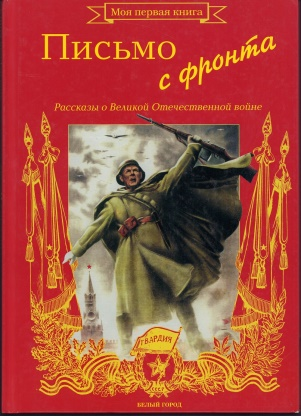 Моя первая книга
Письмо
с фронта
Рассказы о Великой Отечественной войне
ГВАРДИЯ
БЕЛЫЙ ГОРОД